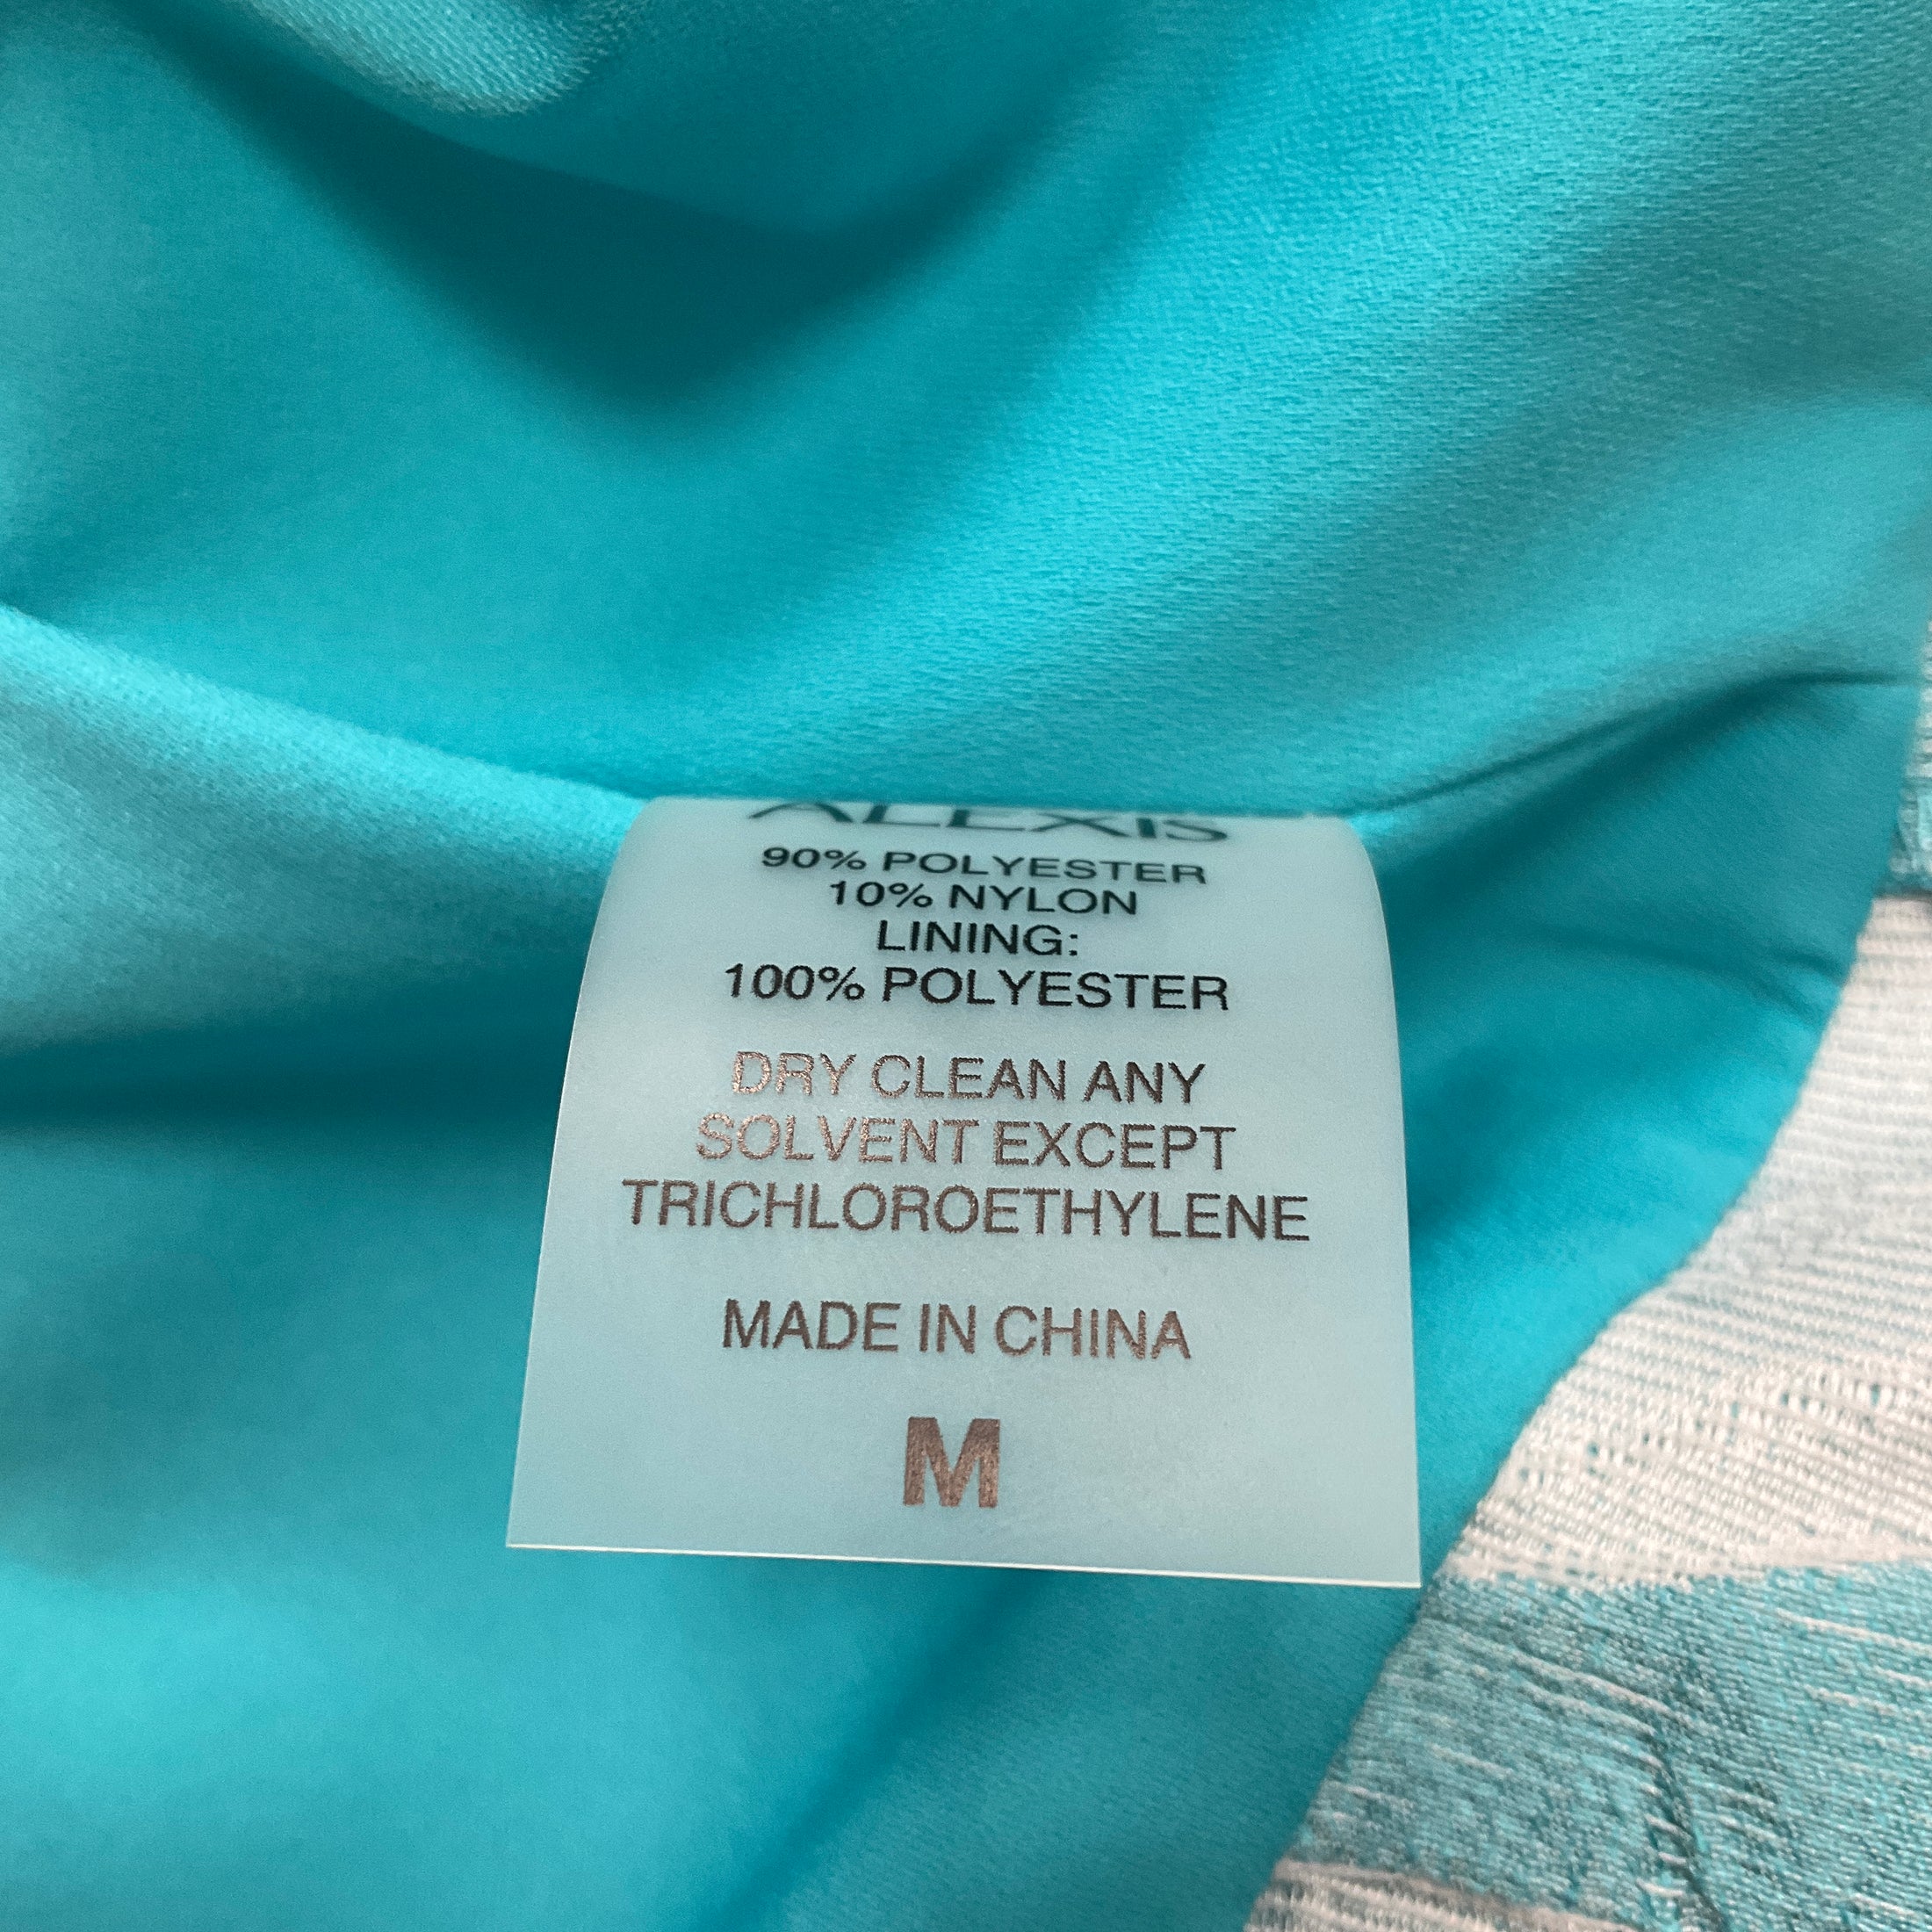 ALEXIS
90% POLYESTER
10% NYLON
LINING:
100% POLYESTER
DRY CLEAN ANY
SOLVENT EXCEPT
TRICHLOROETHYLENE
MADE IN CHINA
M